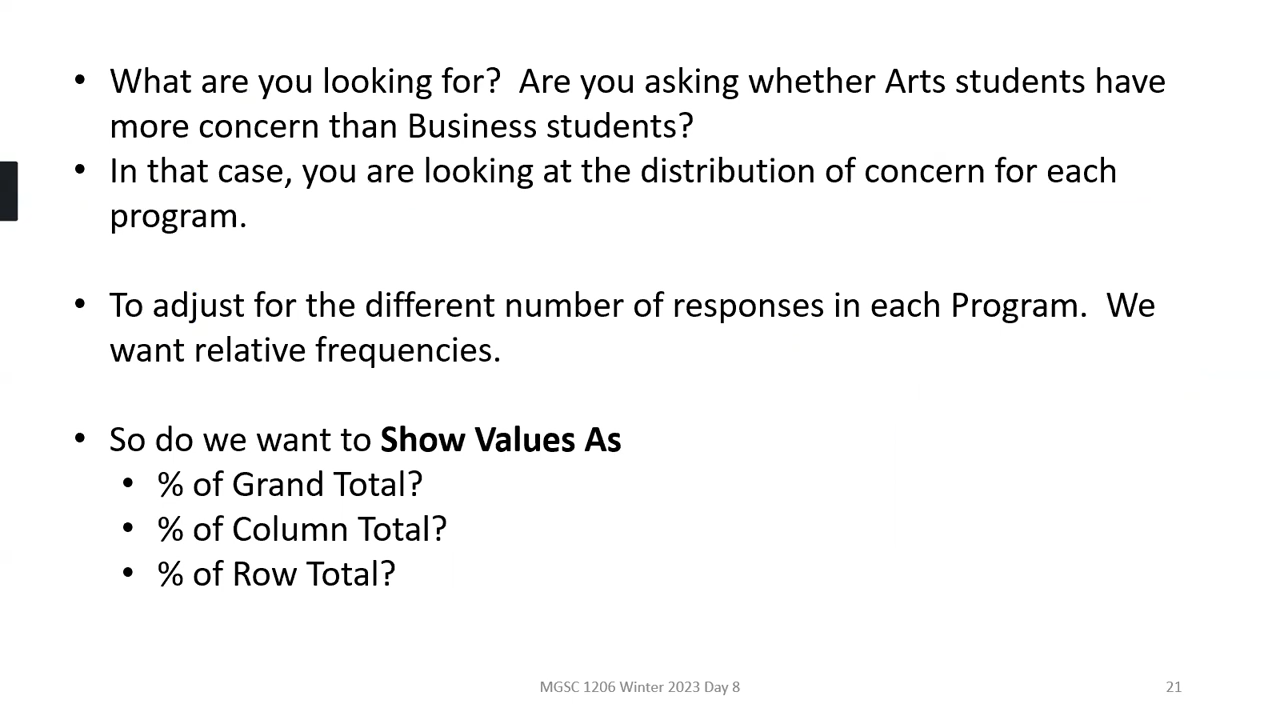 • What are you looking for?  Are you asking whether Arts students have
more concern than Business students?
• In that case, you are looking at the distribution of concern for each
program.
• To adjust for the different number of responses in each Program.  We
want relative frequencies.
• So do we want to Show Values As
• % of Grand Total?
• % of Column Total?
• % of Row Total?
MGSC 1206 Winter 2023 Day 8
21